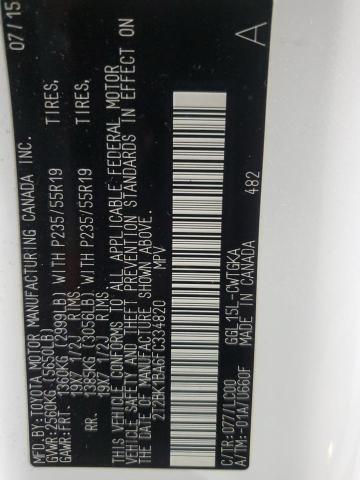 MFD.BY:TOYOTA MOTOR MANUFACTURING CANADA INC. 07/15
GVWR:2560KG (5650LB)
GAWR:FRT. 1360KG (2999LB) WITH P235/55R19
19X7 1/2J RIMS,
RR. 1385KG (3056LB) WITH P235/55R19
19X7 1/2J RIMS
THIS VEHICLE CONFORMS TO ALL APPLICABLE FEDERAL MOTOR
VEHICLE SAFETY AND THEFT PREVENTION STANDARDS IN EFFECT ON
THE DATE OF MANUFACTURE SHOWN ABOVE.
2T2BK1BA6FC334820 MPV
C/TR:077/LC00 GGL15L-CWTGKA 482 A
A/TM:-01A/U660F MADE IN CANADA